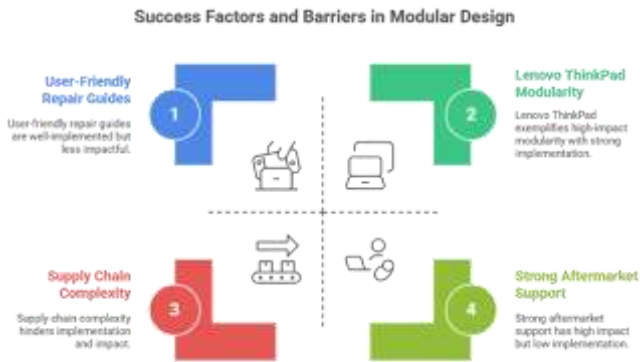 Success Factors and Barriers in Modular Design
User-Friendly
Repair Guides
1
User-friendly repair guides
are well-implemented but
less impactful.
2
Lenovo ThinkPad
Modularity
Lenovo ThinkPad
exemplifies high-impact
modularity with strong
implementation.
Supply Chain
Complexity
3
Supply chain complexity
hinders implementation
and impact.
4
Strong Aftermarket
Support
Strong aftermarket
support has high impact
but low implementation.